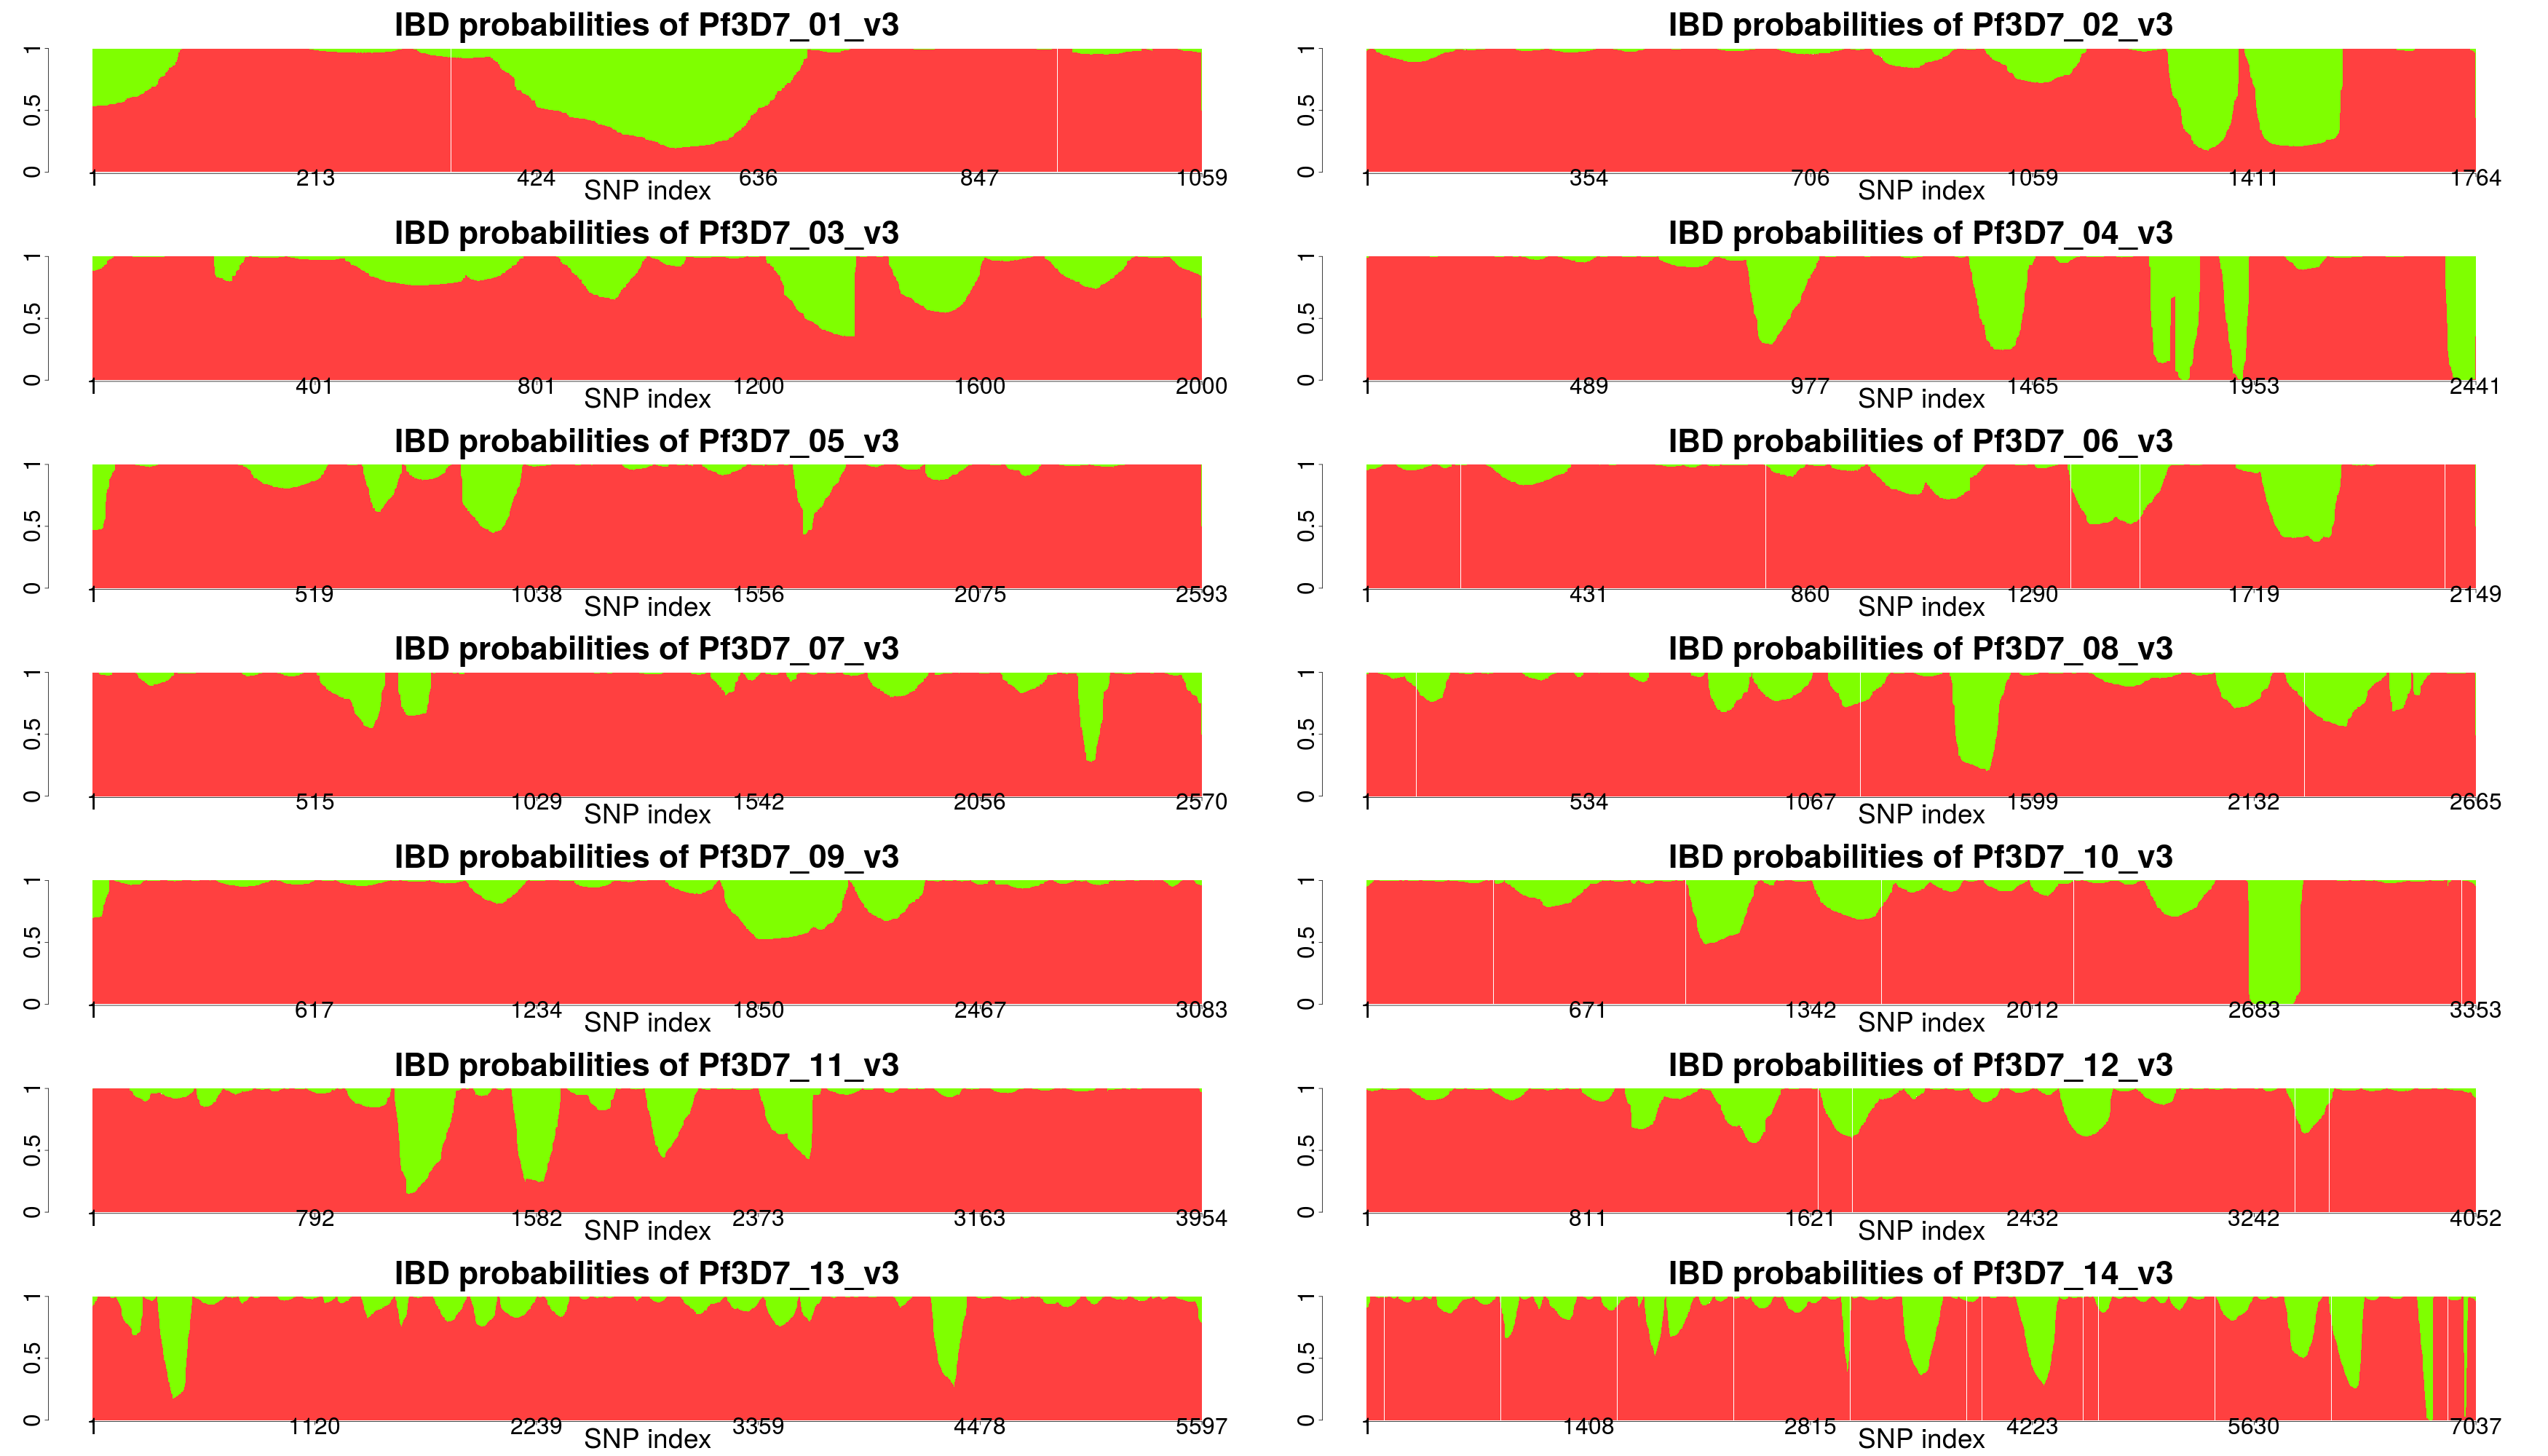 IBD probabilities of Pf3D7_01_v3
0 0.5 1
1 213 424 636 847 1059
SNP index
IBD probabilities of Pf3D7_02_v3
0 0.5 1
1 354 706 1059 1411 1764
SNP index
IBD probabilities of Pf3D7_03_v3
0 0.5 1
1 401 801 1200 1600 2000
SNP index
IBD probabilities of Pf3D7_04_v3
0 0.5 1
1 489 977 1465 1953 2441
SNP index
IBD probabilities of Pf3D7_05_v3
0 0.5 1
1 519 1038 1556 2075 2593
SNP index
IBD probabilities of Pf3D7_06_v3
0 0.5 1
1 431 860 1290 1719 2149
SNP index
IBD probabilities of Pf3D7_07_v3
0 0.5 1
1 515 1029 1542 2056 2570
SNP index
IBD probabilities of Pf3D7_08_v3
0 0.5 1
1 534 1067 1599 2132 2665
SNP index
IBD probabilities of Pf3D7_09_v3
0 0.5 1
1 617 1234 1850 2467 3083
SNP index
IBD probabilities of Pf3D7_10_v3
0 0.5 1
1 671 1342 2012 2683 3353
SNP index
IBD probabilities of Pf3D7_11_v3
0 0.5 1
1 792 1582 2373 3163 3954
SNP index
IBD probabilities of Pf3D7_12_v3
0 0.5 1
1 811 1621 2432 3242 4052
SNP index
IBD probabilities of Pf3D7_13_v3
0 0.5 1
1 1120 2239 3359 4478 5597
SNP index
IBD probabilities of Pf3D7_14_v3
0 0.5 1
1 1408 2815 4223 5630 7037
SNP index